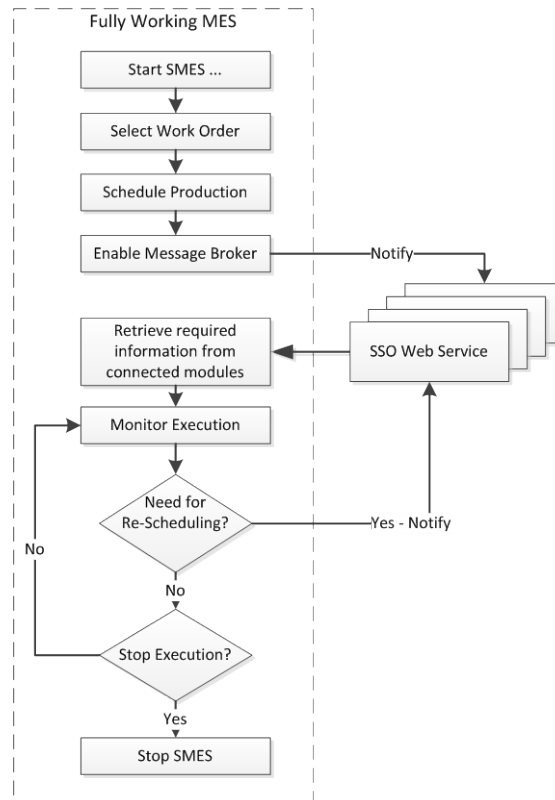 Fully Working MES
Start SMES ...
Select Work Order
Schedule Production
Enable Message Broker
Notify
SSO Web Service
Retrieve required
information from
connected modules
Monitor Execution
Need for
Re-Scheduling?
Yes - Notify
No
No
Stop Execution?
Yes
Stop SMES